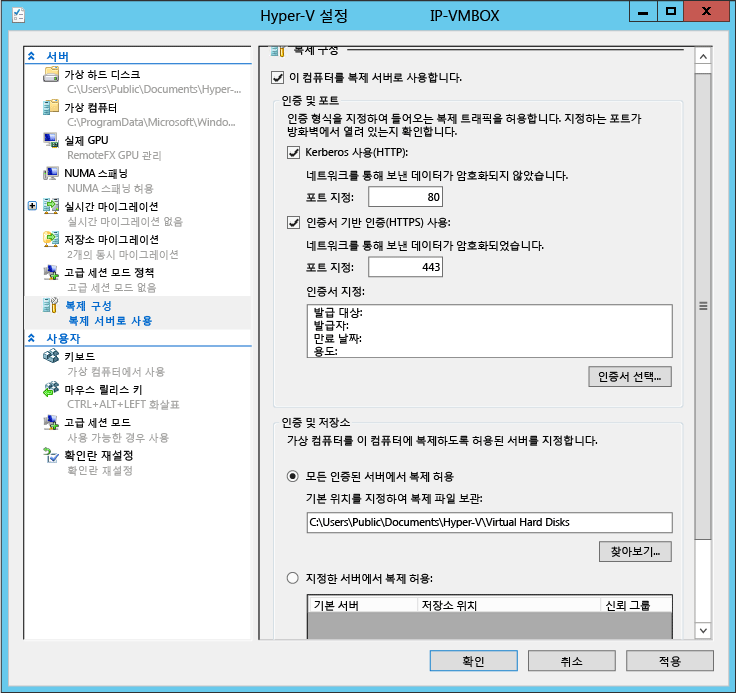 Hyper-V 설정 IP-VMBOX
서버
가상 하드 디스크
C:\Users\Public\Documents\Hyper-...
가상 컴퓨터
C:\ProgramData\Microsoft\Windo...
실제 GPU
RemoteFX GPU 관리
NUMA 스패닝
NUMA 스패닝 허용
실시간 마이그레이션
실시간 마이그레이션 없음
저장소 마이그레이션
2개의 동시 마이그레이션
고급 세션 모드 정책
고급 세션 모드 없음
복제 구성
복제 서버로 사용
사용자
키보드
가상 컴퓨터에서 사용
마우스 릴리스 키
CTRL+ALT+LEFT 화살표
고급 세션 모드
사용 가능한 경우 사용
확인란 재설정
확인란 재설정
복제 구성
이 컴퓨터를 복제 서버로 사용합니다.
인증 및 포트
인증 형식을 지정하여 들어오는 복제 트래픽을 허용합니다. 지정하는 포트가
방화벽에서 열려 있는지 확인합니다.
Kerberos 사용(HTTP):
네트워크를 통해 보낸 데이터가 암호화되지 않았습니다.
포트 지정: 80
인증서 기반 인증(HTTPS) 사용:
네트워크를 통해 보낸 데이터가 암호화되었습니다.
포트 지정: 443
인증서 지정:
발급 대상:
발급자:
만료 날짜:
용도:
인증서 선택...
인증 및 저장소
가상 컴퓨터를 이 컴퓨터에 복제하도록 허용된 서버를 지정합니다.
모든 인증된 서버에서 복제 허용
기본 위치를 지정하여 복제 파일 보관:
C:\Users\Public\Documents\Hyper-V\Virtual Hard Disks
찾아보기...
지정한 서버에서 복제 허용:
기본 서버 저장소 위치 신뢰 그룹
확인 취소 적용